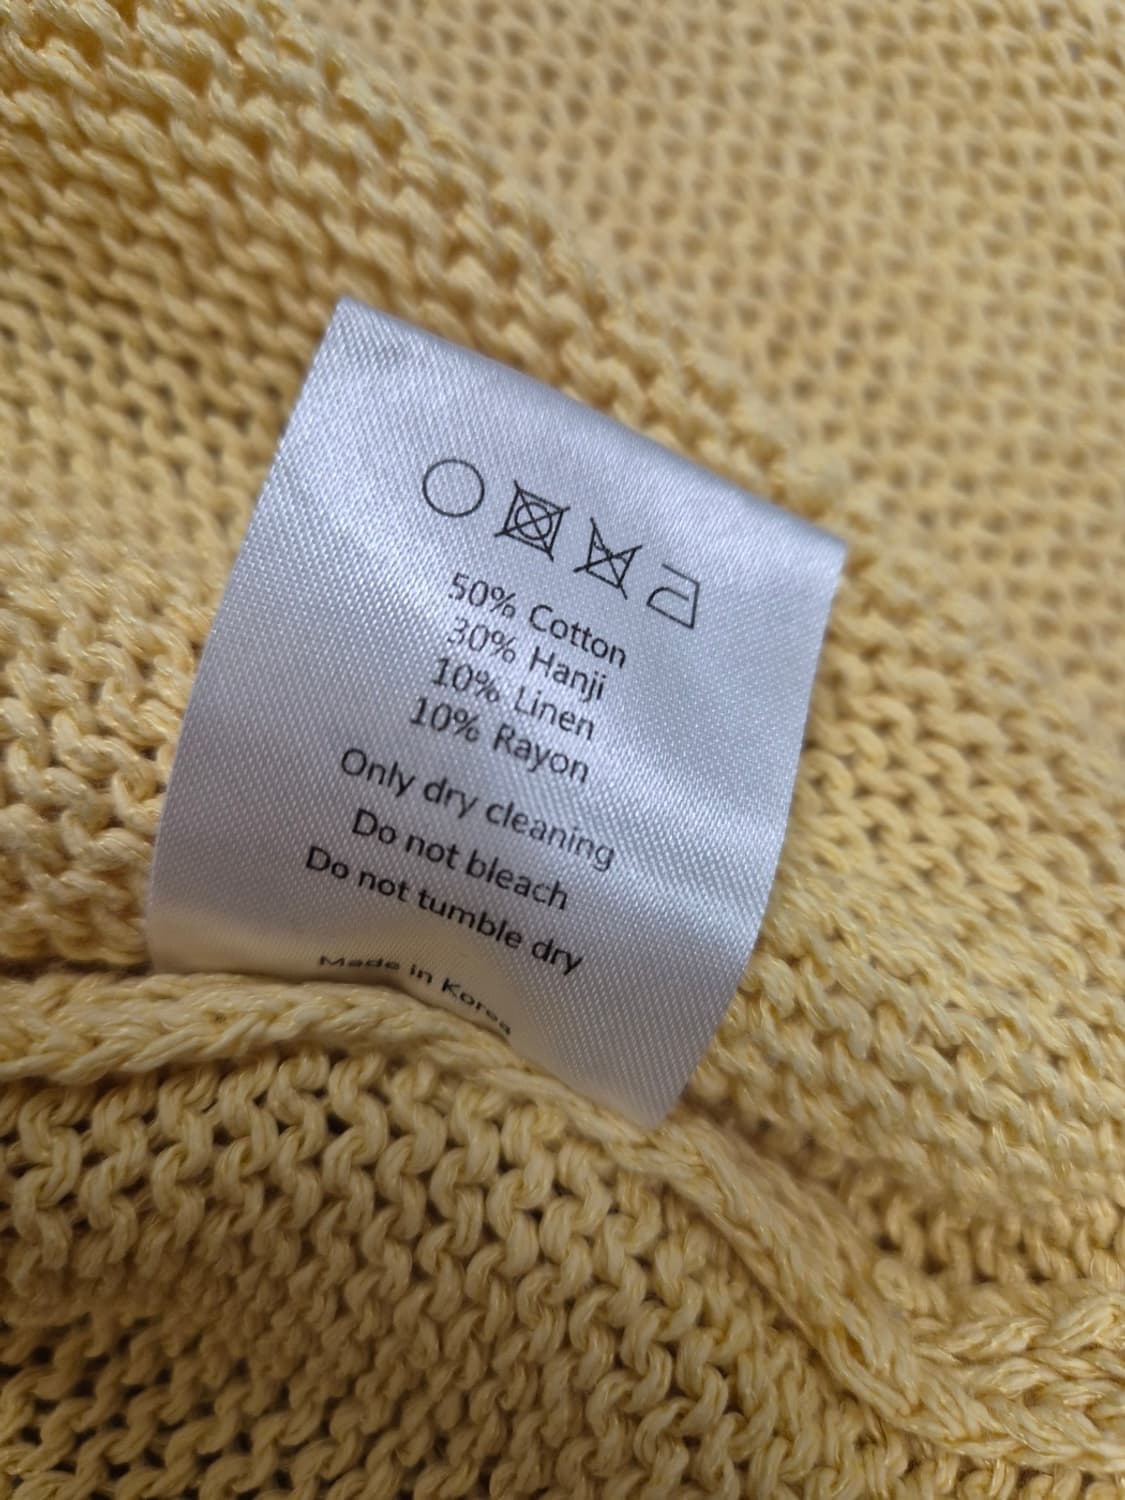 50% Cotton
30% Hanji
10% Linen
10% Rayon
Only dry cleaning
Do not bleach
Do not tumble dry
Made in Korea